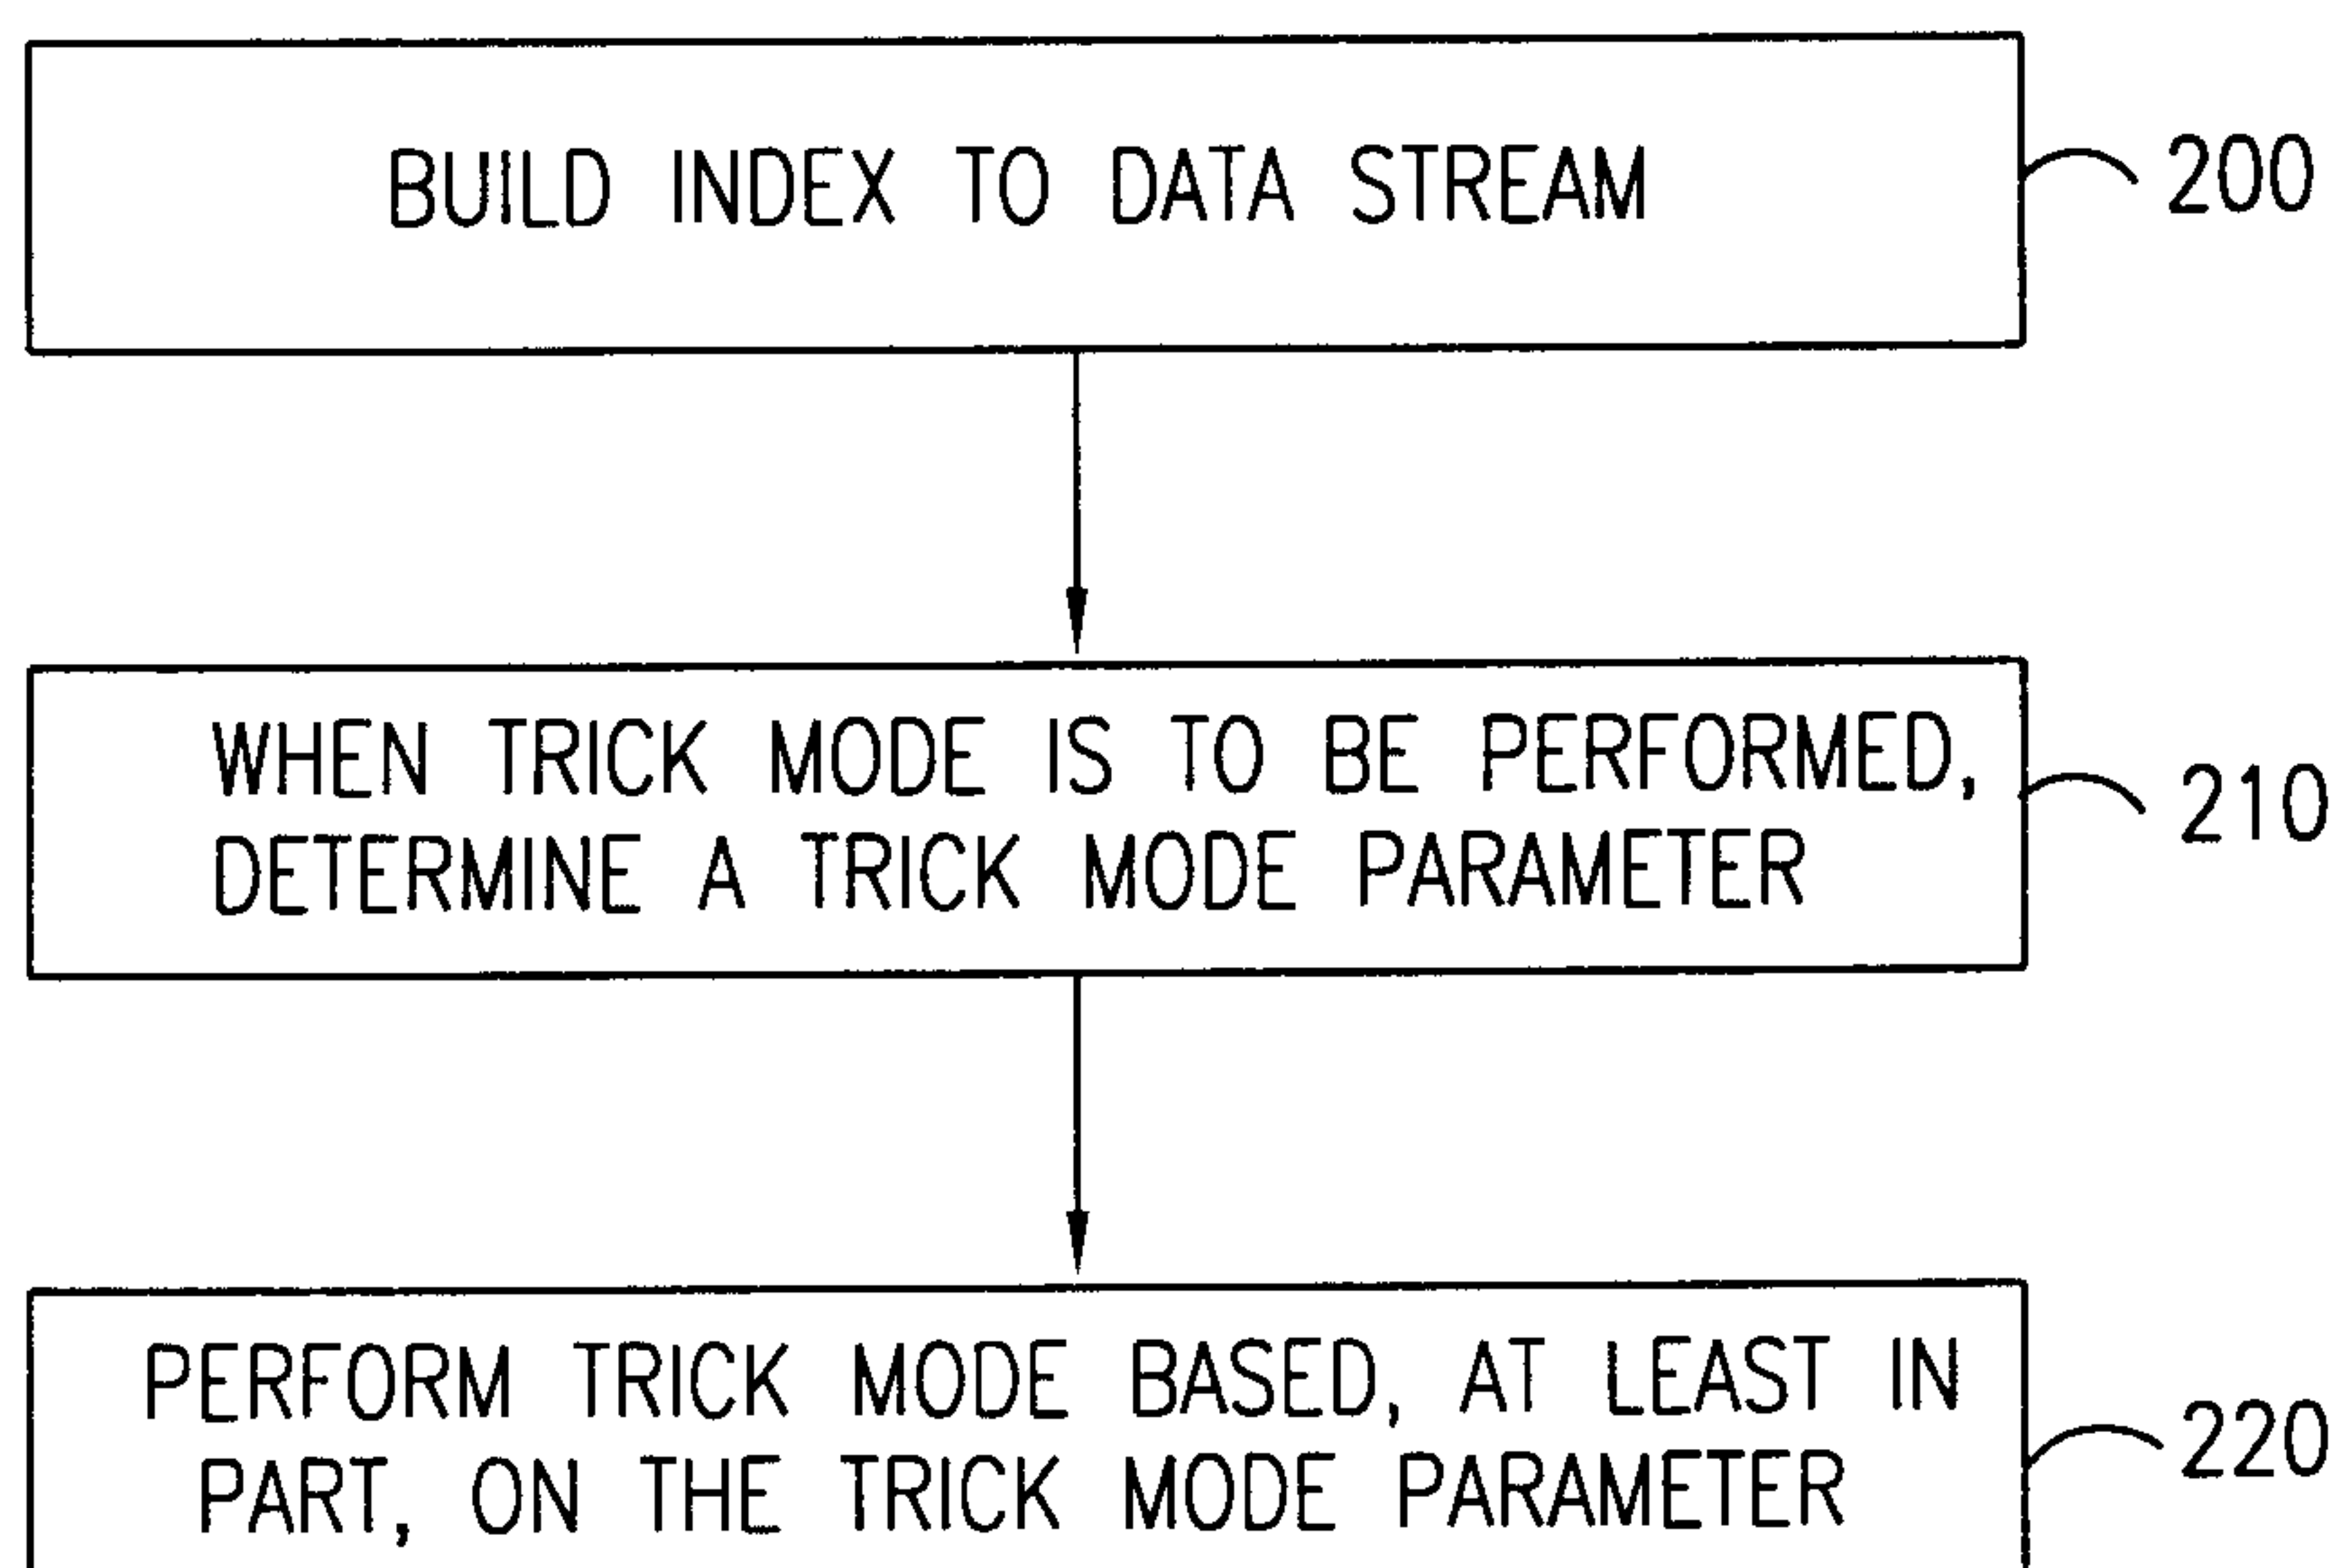 BUILD INDEX TO DATA STREAM
200
WHEN TRICK MODE IS TO BE PERFORMED,
DETERMINE A TRICK MODE PARAMETER
210
PERFORM TRICK MODE BASED, AT LEAST IN
PART, ON THE TRICK MODE PARAMETER
220